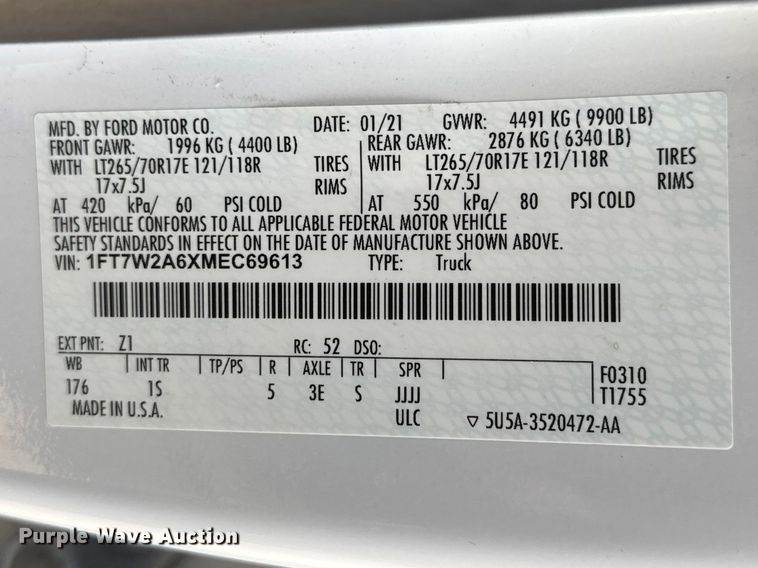 MFD. BY FORD MOTOR CO. DATE: 01/21 GVWR: 4491 KG ( 9900 LB)
FRONT GAWR: 1996 KG ( 4400 LB) REAR GAWR: 2876 KG ( 6340 LB)
WITH LT265/70R17E 121/118R TIRES WITH LT265/70R17E 121/118R TIRES
17x7.5J RIMS 17x7.5J RIMS
AT 420 kPa/ 60 PSI COLD AT 550 kPa/ 80 PSI COLD
THIS VEHICLE CONFORMS TO ALL APPLICABLE FEDERAL MOTOR VEHICLE
SAFETY STANDARDS IN EFFECT ON THE DATE OF MANUFACTURE SHOWN ABOVE.
VIN: 1FT7W2A6XMEC69613 TYPE: Truck
EXT PNT: Z1 RC: 52 DSO:
WB INT TR TP/PS R AXLE TR SPR F0310
176 1S 5 3E S JJJJ T1755
MADE IN U.S.A. ULC ▽ 5U5A-3520472-AA
Purple Wave Auction